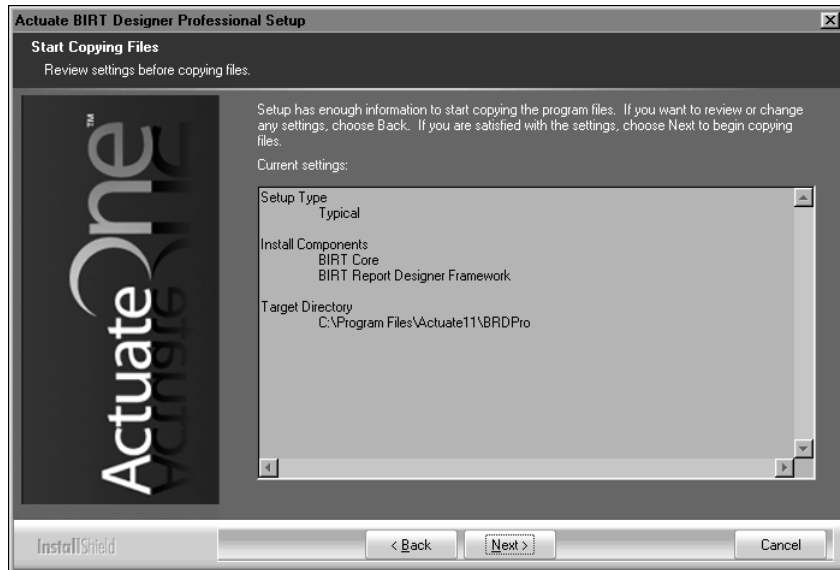 Actuate BIRT Designer Professional Setup
Start Copying Files
Review settings before copying files.
Setup has enough information to start copying the program files. If you want to review or change
any settings, choose Back. If you are satisfied with the settings, choose Next to begin copying
files.
Current settings:
Setup Type
Typical
Install Components
BIRT Core
BIRT Report Designer Framework
Target Directory
C:\Program Files\Actuate11\BRDPro
ActuateOne™
InstallShield
< Back
Next >
Cancel